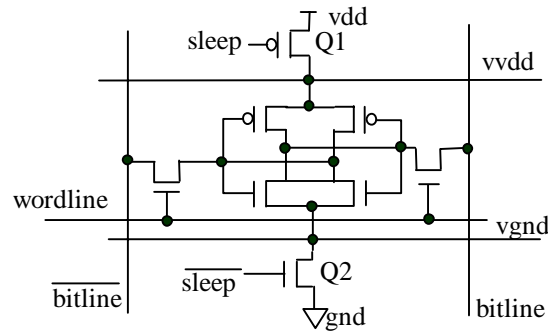 vdd
sleep
Q1
vvdd
wordline
vgnd
sleep
Q2
bitline
gnd
bitline